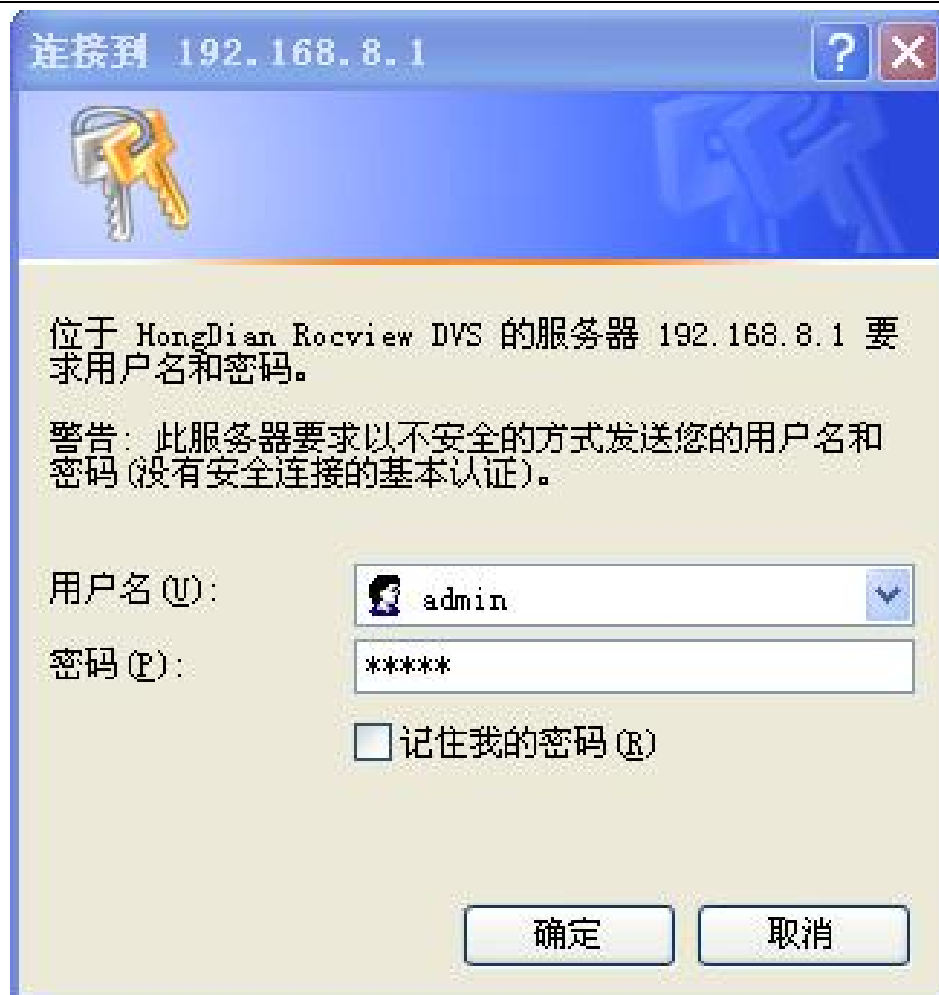 连接到 192.168.8.1
位于 HongDian Rocview DVS 的服务器 192.168.8.1 要
求用户名和密码。
警告: 此服务器要求以不安全的方式发送您的用户名和
密码(没有安全连接的基本认证)。
用户名(U):
admin
密码(P):
*****
记住我的密码(R)
确定
取消